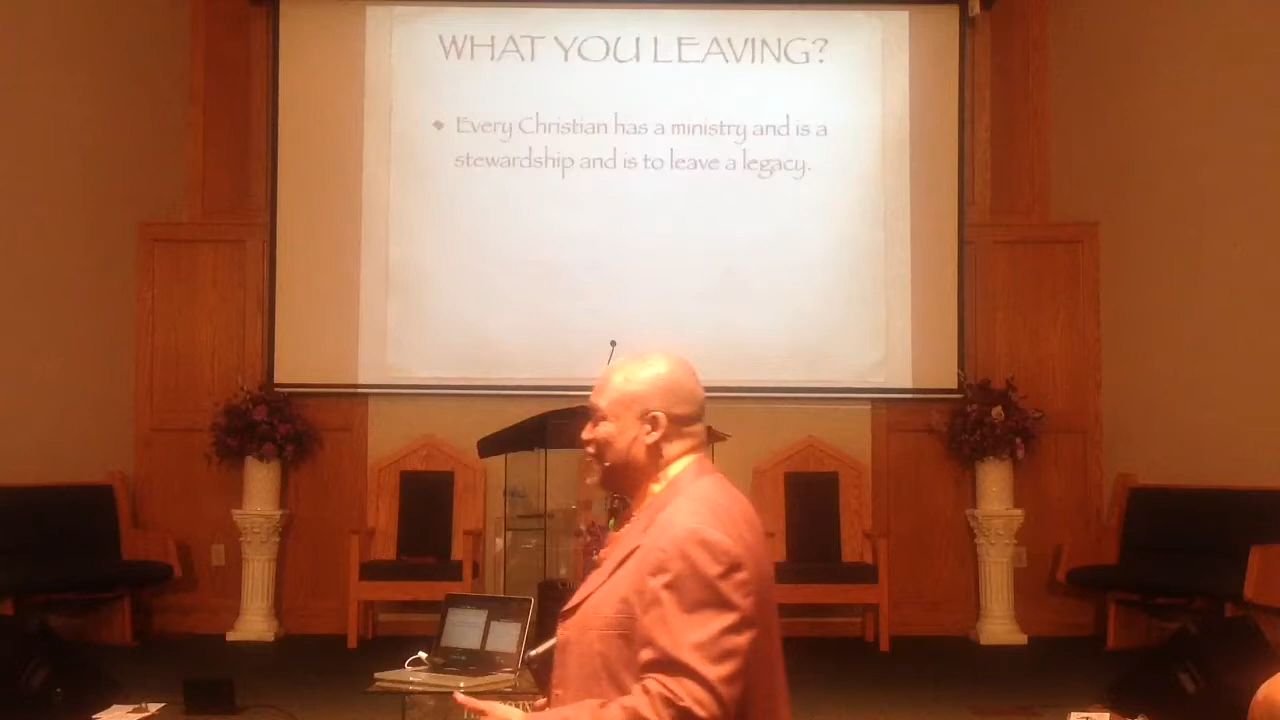 WHAT YOU LEAVING?
Every Christian has a ministry and is a
stewardship and is to leave a legacy.